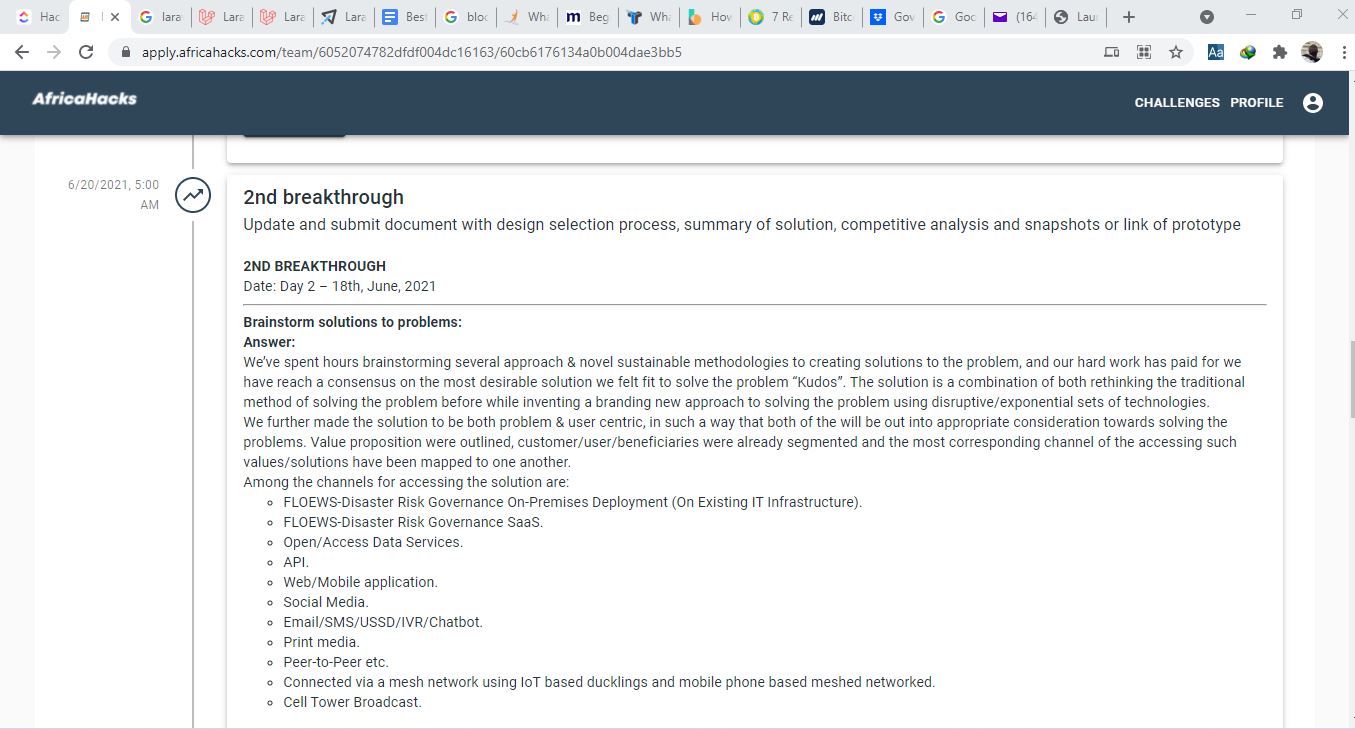 Hac
lara
Lara
Lara
Lara
Best
bloc
Wha
Beg
Wha
How
7 Re
Bitc
Gov
Goo
(164
Lau
apply.africahacks.com/team/6052074782dfdf004dc16163/60cb6176134a0b004dae3bb5
Aa
AfricaHacks
CHALLENGES PROFILE
6/20/2021, 5:00
AM
2nd breakthrough
Update and submit document with design selection process, summary of solution, competitive analysis and snapshots or link of prototype
2ND BREAKTHROUGH
Date: Day 2 – 18th, June, 2021
Brainstorm solutions to problems:
Answer:
We’ve spent hours brainstorming several approach & novel sustainable methodologies to creating solutions to the problem, and our hard work has paid for we
have reach a consensus on the most desirable solution we felt fit to solve the problem “Kudos”. The solution is a combination of both rethinking the traditional
method of solving the problem before while inventing a branding new approach to solving the problem using disruptive/exponential sets of technologies.
We further made the solution to be both problem & user centric, in such a way that both of the will be out into appropriate consideration towards solving the
problems. Value proposition were outlined, customer/user/beneficiaries were already segmented and the most corresponding channel of the accessing such
values/solutions have been mapped to one another.
Among the channels for accessing the solution are:
FLOEWS-Disaster Risk Governance On-Premises Deployment (On Existing IT Infrastructure).
FLOEWS-Disaster Risk Governance SaaS.
Open/Access Data Services.
API.
Web/Mobile application.
Social Media.
Email/SMS/USSD/IVR/Chatbot.
Print media.
Peer-to-Peer etc.
Connected via a mesh network using IoT based ducklings and mobile phone based meshed networked.
Cell Tower Broadcast.